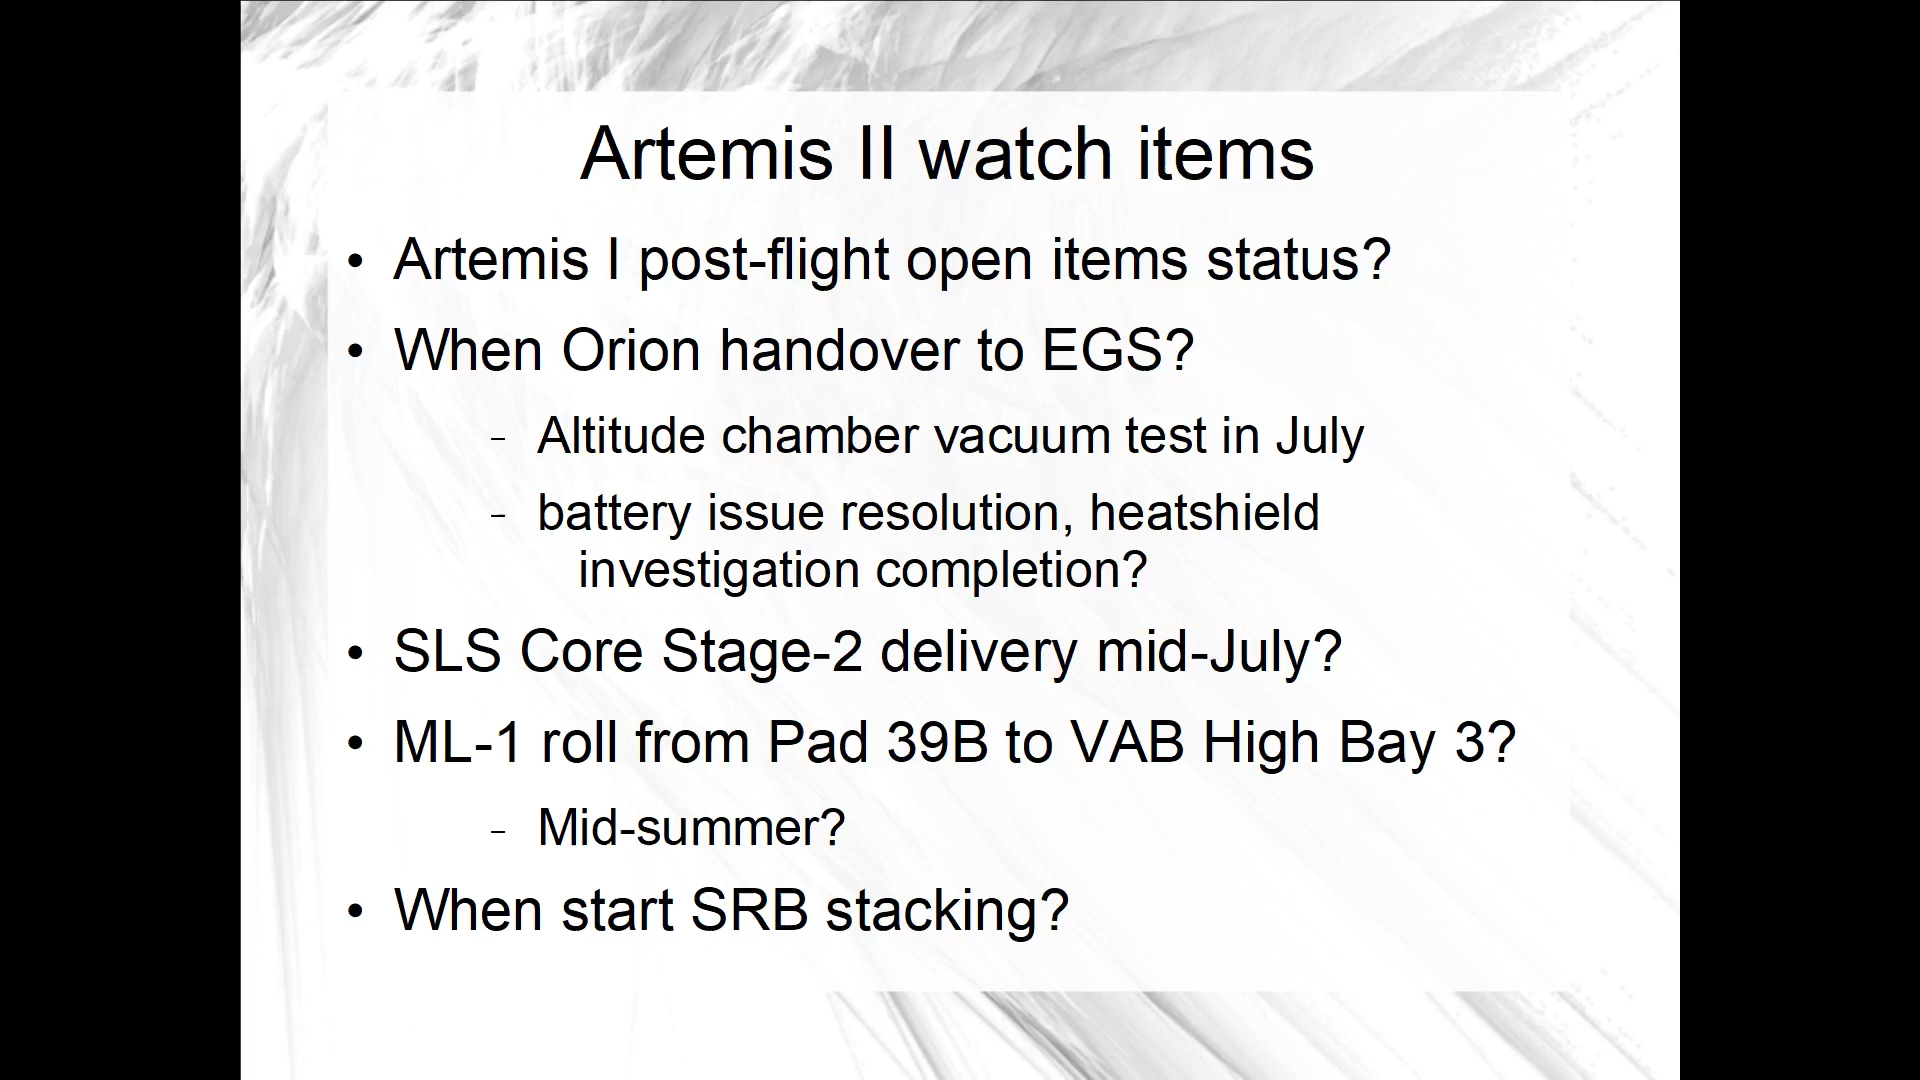 Artemis II watch items
• Artemis I post-flight open items status?
• When Orion handover to EGS?
– Altitude chamber vacuum test in July
– battery issue resolution, heatshield
investigation completion?
• SLS Core Stage-2 delivery mid-July?
• ML-1 roll from Pad 39B to VAB High Bay 3?
– Mid-summer?
• When start SRB stacking?